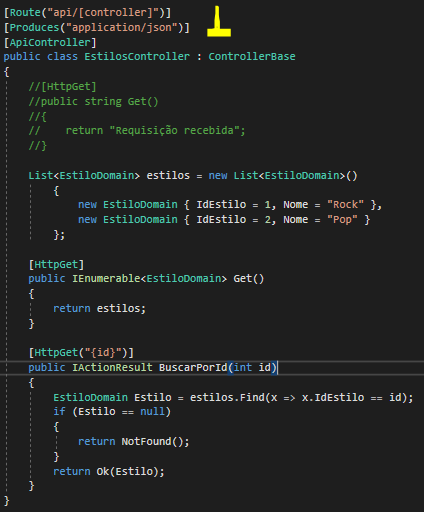 [Route("api/[controller]")]
[Produces("application/json")]
[ApiController]
public class EstilosController : ControllerBase
{
    //[HttpGet]
    //public string Get()
    //{
    //    return "Requisição recebida";
    //}
    List<EstiloDomain> estilos = new List<EstiloDomain>()
        {
            new EstiloDomain { IdEstilo = 1, Nome = "Rock" },
            new EstiloDomain { IdEstilo = 2, Nome = "Pop" }
        };
    [HttpGet]
    public IEnumerable<EstiloDomain> Get()
    {
        return estilos;
    }
    [HttpGet("{id}")]
    public IActionResult BuscarPorId(int id)
    {
        EstiloDomain Estilo = estilos.Find(x => x.IdEstilo == id);
        if (Estilo == null)
        {
            return NotFound();
        }
        return Ok(Estilo);
    }
}